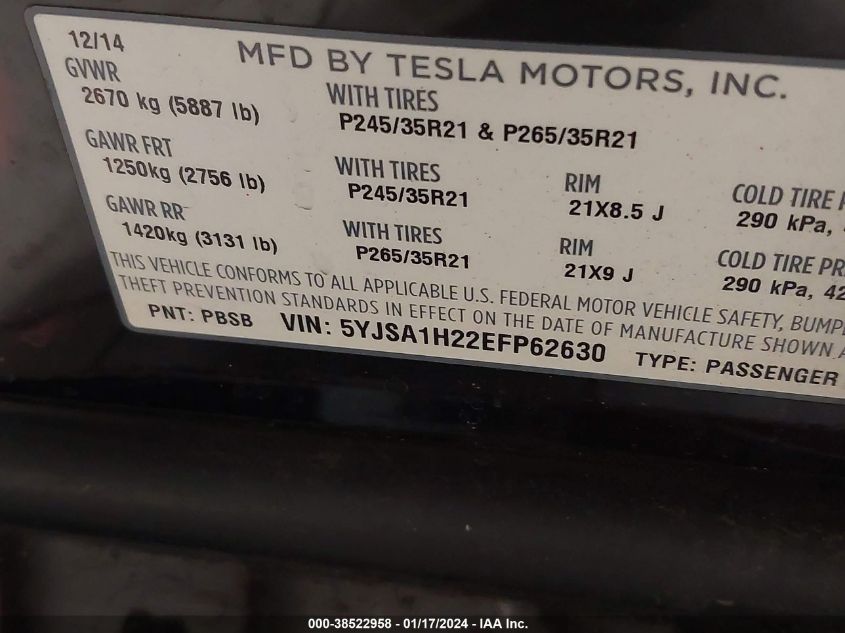 12/14 MFD BY TESLA MOTORS, INC.
GVWR
2670 kg (5887 lb) WITH TIRES
P245/35R21 & P265/35R21
GAWR FRT
1250kg (2756 lb) WITH TIRES RIM COLD TIRE
P245/35R21 21X8.5 J 290 kPa,
GAWR RR
1420kg (3131 lb) WITH TIRES RIM COLD TIRE PR
P265/35R21 21X9 J 290 kPa, 42
THIS VEHICLE CONFORMS TO ALL APPLICABLE U.S. FEDERAL MOTOR VEHICLE SAFETY, BUMP
THEFT PREVENTION STANDARDS IN EFFECT ON THE DATE OF MANUFACTURE SHOWN
PNT: PBSB VIN: 5YJSA1H22EFP62630 TYPE: PASSENGER
000-38522958 - 01/17/2024 - IAA Inc.